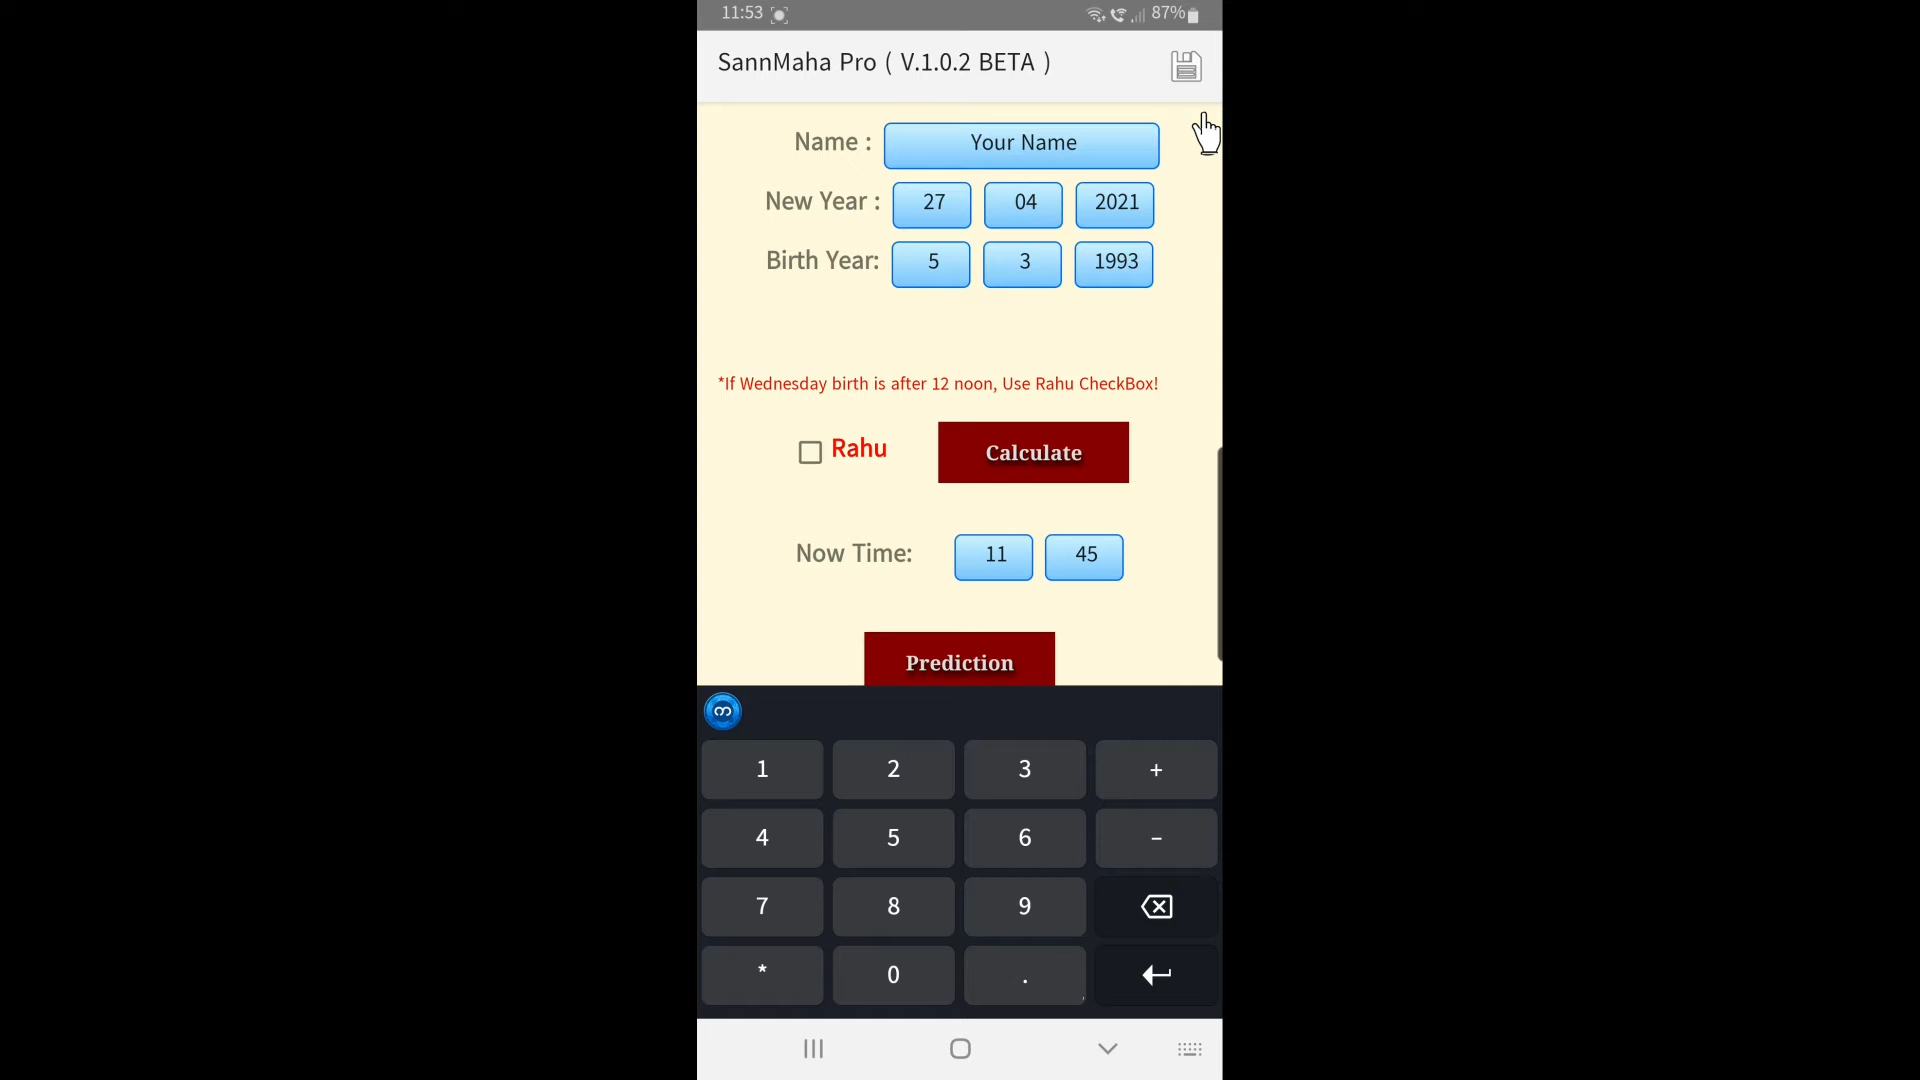 11:53 87%
SannMaha Pro ( V.1.0.2 BETA )
Name : Your Name
New Year : 27 04 2021
Birth Year: 5 3 1993
*If Wednesday birth is after 12 noon, Use Rahu CheckBox!
Rahu Calculate
Now Time: 11 45
Prediction
1 2 3 +
4 5 6 -
7 8 9
* 0 . ,